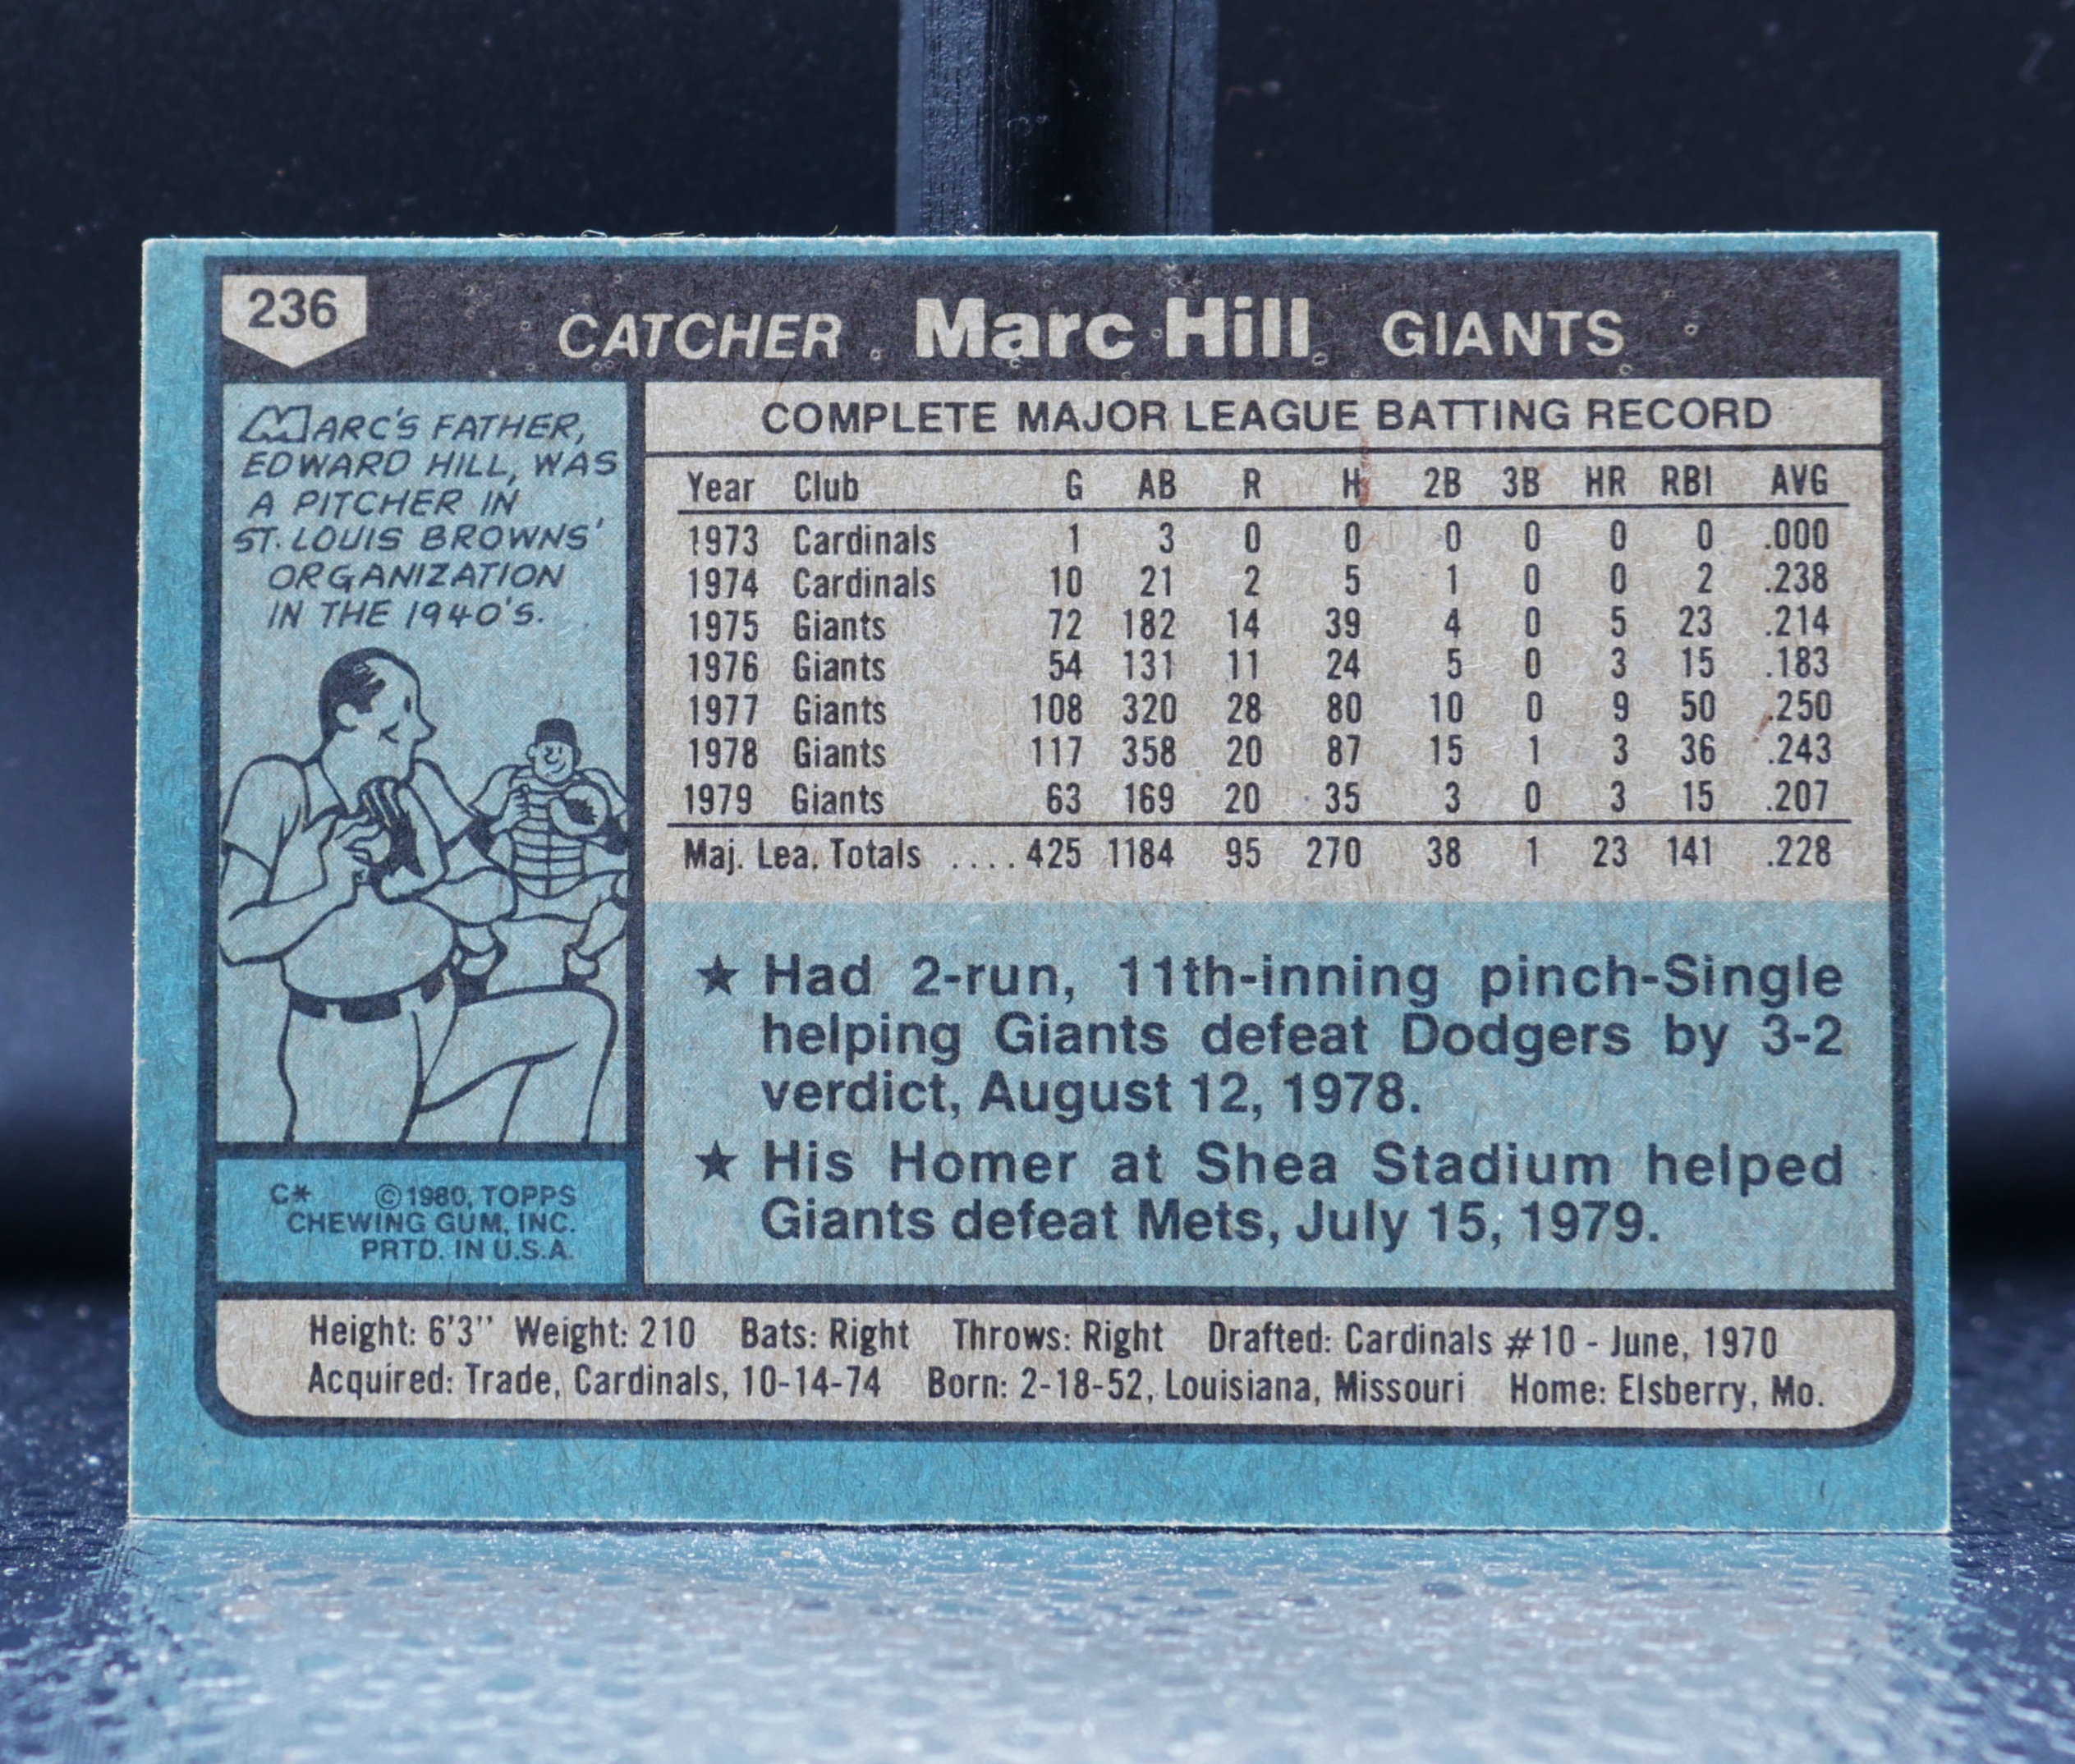 236
CATCHER Marc Hill GIANTS
MARC'S FATHER,
EDWARD HILL, WAS
A PITCHER IN
ST. LOUIS BROWNS'
ORGANIZATION
IN THE 1940'S.
C* ©1980, TOPPS
CHEWING GUM, INC.
PRTD. IN U.S.A.
COMPLETE MAJOR LEAGUE BATTING RECORD
Year Club G AB R H 2B 3B HR RBI AVG
1973 Cardinals 1 3 0 0 0 0 0 0 .000
1974 Cardinals 10 21 2 5 1 0 0 2 .238
1975 Giants 72 182 14 39 4 0 5 23 .214
1976 Giants 54 131 11 24 5 0 3 15 .183
1977 Giants 108 320 28 80 10 0 9 50 .250
1978 Giants 117 358 20 87 15 1 3 36 .243
1979 Giants 63 169 20 35 3 0 3 15 .207
Maj. Lea. Totals ....425 1184 95 270 38 1 23 141 .228
★ Had 2-run, 11th-inning pinch-Single
helping Giants defeat Dodgers by 3-2
verdict, August 12, 1978.
★ His Homer at Shea Stadium helped
Giants defeat Mets, July 15, 1979.
Height: 6'3" Weight: 210 Bats: Right Throws: Right Drafted: Cardinals #10 - June, 1970
Acquired: Trade, Cardinals, 10-14-74 Born: 2-18-52, Louisiana, Missouri Home: Elsberry, Mo.